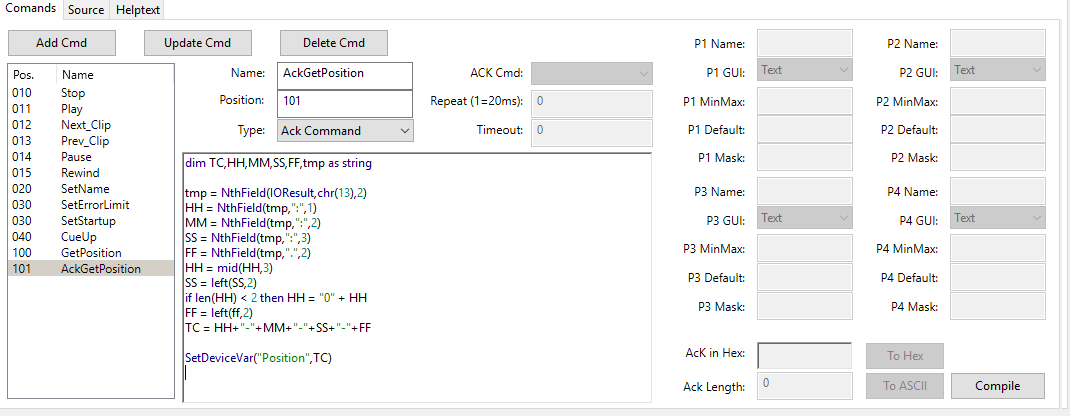 Comands Source Helptext
Add Cmd Update Cmd Delete Cmd
Pos. Name
010 Stop
011 Play
012 Next_Clip
013 Prev_Clip
014 Pause
015 Rewind
020 SetName
030 SetErrorLimit
030 SetStartup
040 CueUp
100 GetPosition
101 AckGetPosition
Name: AckGetPosition
Position: 101
Type: Ack Command
ACK Cmd:
Repeat (1=20ms): 0
Timeout: 0
dim TC,HH,MM,SS,FF,tmp as string
tmp = NthField(IOResult,chr(13),2)
HH = NthField(tmp,":",1)
MM = NthField(tmp,":",2)
SS = NthField(tmp,":",3)
FF = NthField(tmp,".",2)
HH = mid(HH,3)
SS = left(SS,2)
if len(HH) < 2 then HH = "0" + HH
FF = left(ff,2)
TC = HH+"-"+MM+"-"+SS+"-"+FF
SetDeviceVar("Position",TC)
P1 Name:
P1 GUI: Text
P1 MinMax:
P1 Default:
P1 Mask:
P2 Name:
P2 GUI: Text
P2 MinMax:
P2 Default:
P2 Mask:
P3 Name:
P3 GUI: Text
P3 MinMax:
P3 Default:
P3 Mask:
P4 Name:
P4 GUI: Text
P4 MinMax:
P4 Default:
P4 Mask:
AcK in Hex: To Hex
Ack Length: 0 To ASCII Compile